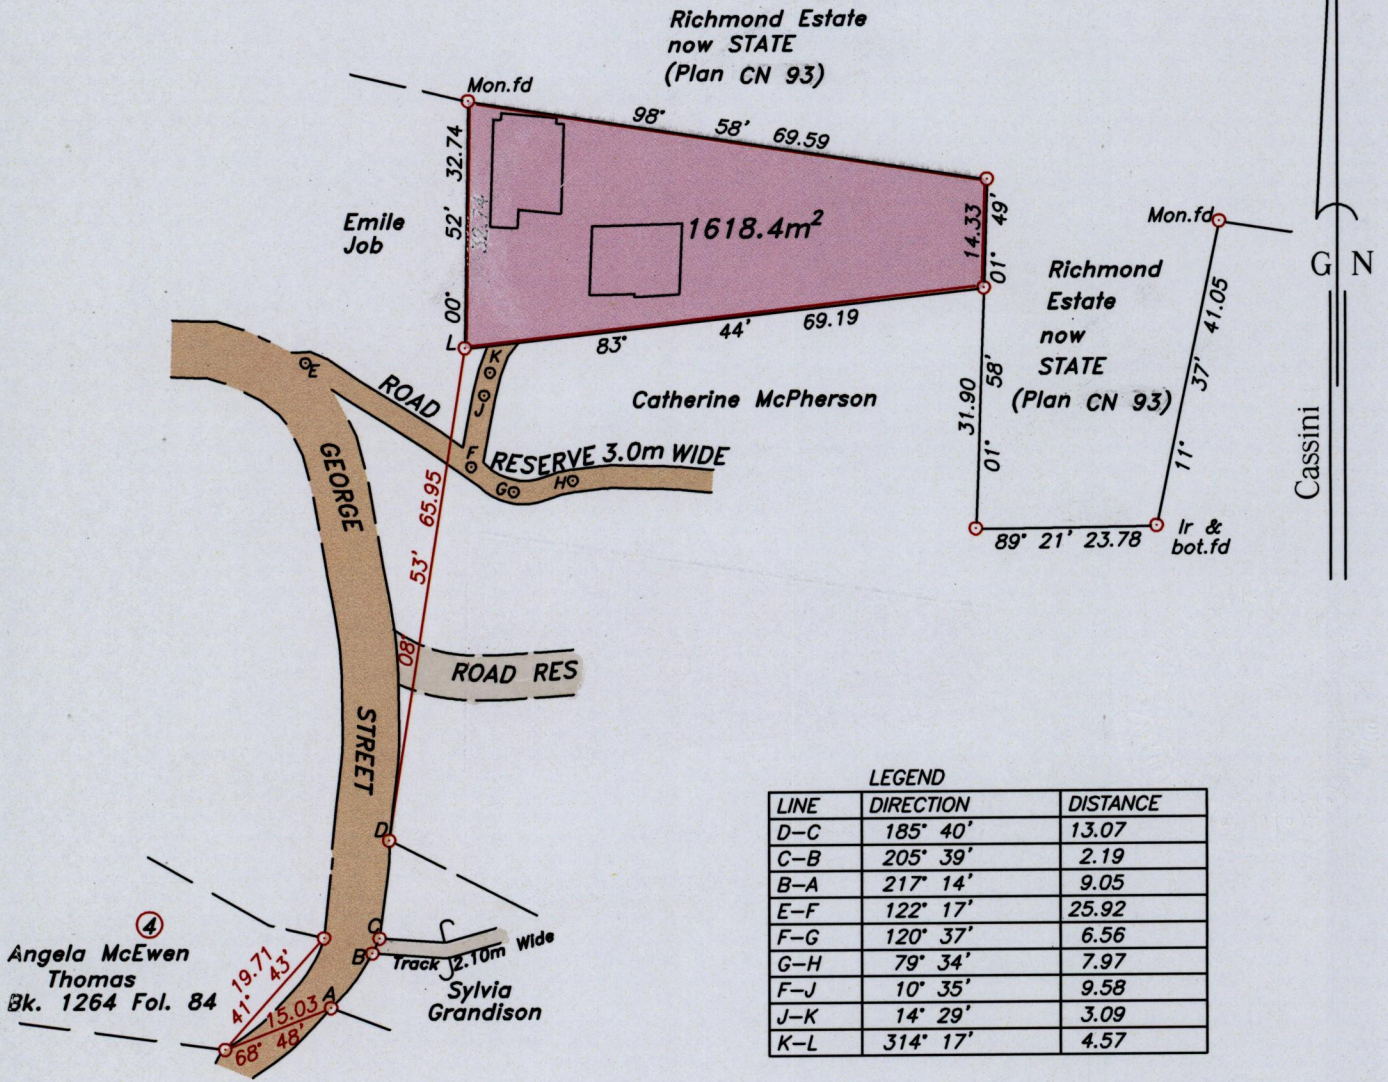 Richmond Estate
now STATE
(Plan CN 93)
Mon.fd
98° 58' 69.59
00° 52' 32.74
32.74
Emile
Job
1618.4m²
01° 49'
14.33
Mon.fd
G N
Richmond
Estate
now
STATE
(Plan CN 93)
11° 37' 41.05
Cassini
L
83° 44' 69.19
K
E
J
ROAD
Catherine McPherson
01° 58'
31.90
F
RESERVE 3.0m WIDE
G
H
GEORGE
08' 53' 65.95
89° 21' 23.78
Ir &
bot.fd
ROAD RES
STREET
D
LEGEND
LINE DIRECTION DISTANCE
D-C 185° 40' 13.07
C-B 205° 39' 2.19
B-A 217° 14' 9.05
E-F 122° 17' 25.92
F-G 120° 37' 6.56
G-H 79° 34' 7.97
F-J 10° 35' 9.58
J-K 14° 29' 3.09
K-L 314° 17' 4.57
4
Angela McEwen
Thomas
Bk. 1264 Fol. 84
41° 43'
19.71
C
B
Track 2.10m Wide
Sylvia
Grandison
A
15.03
68° 48'